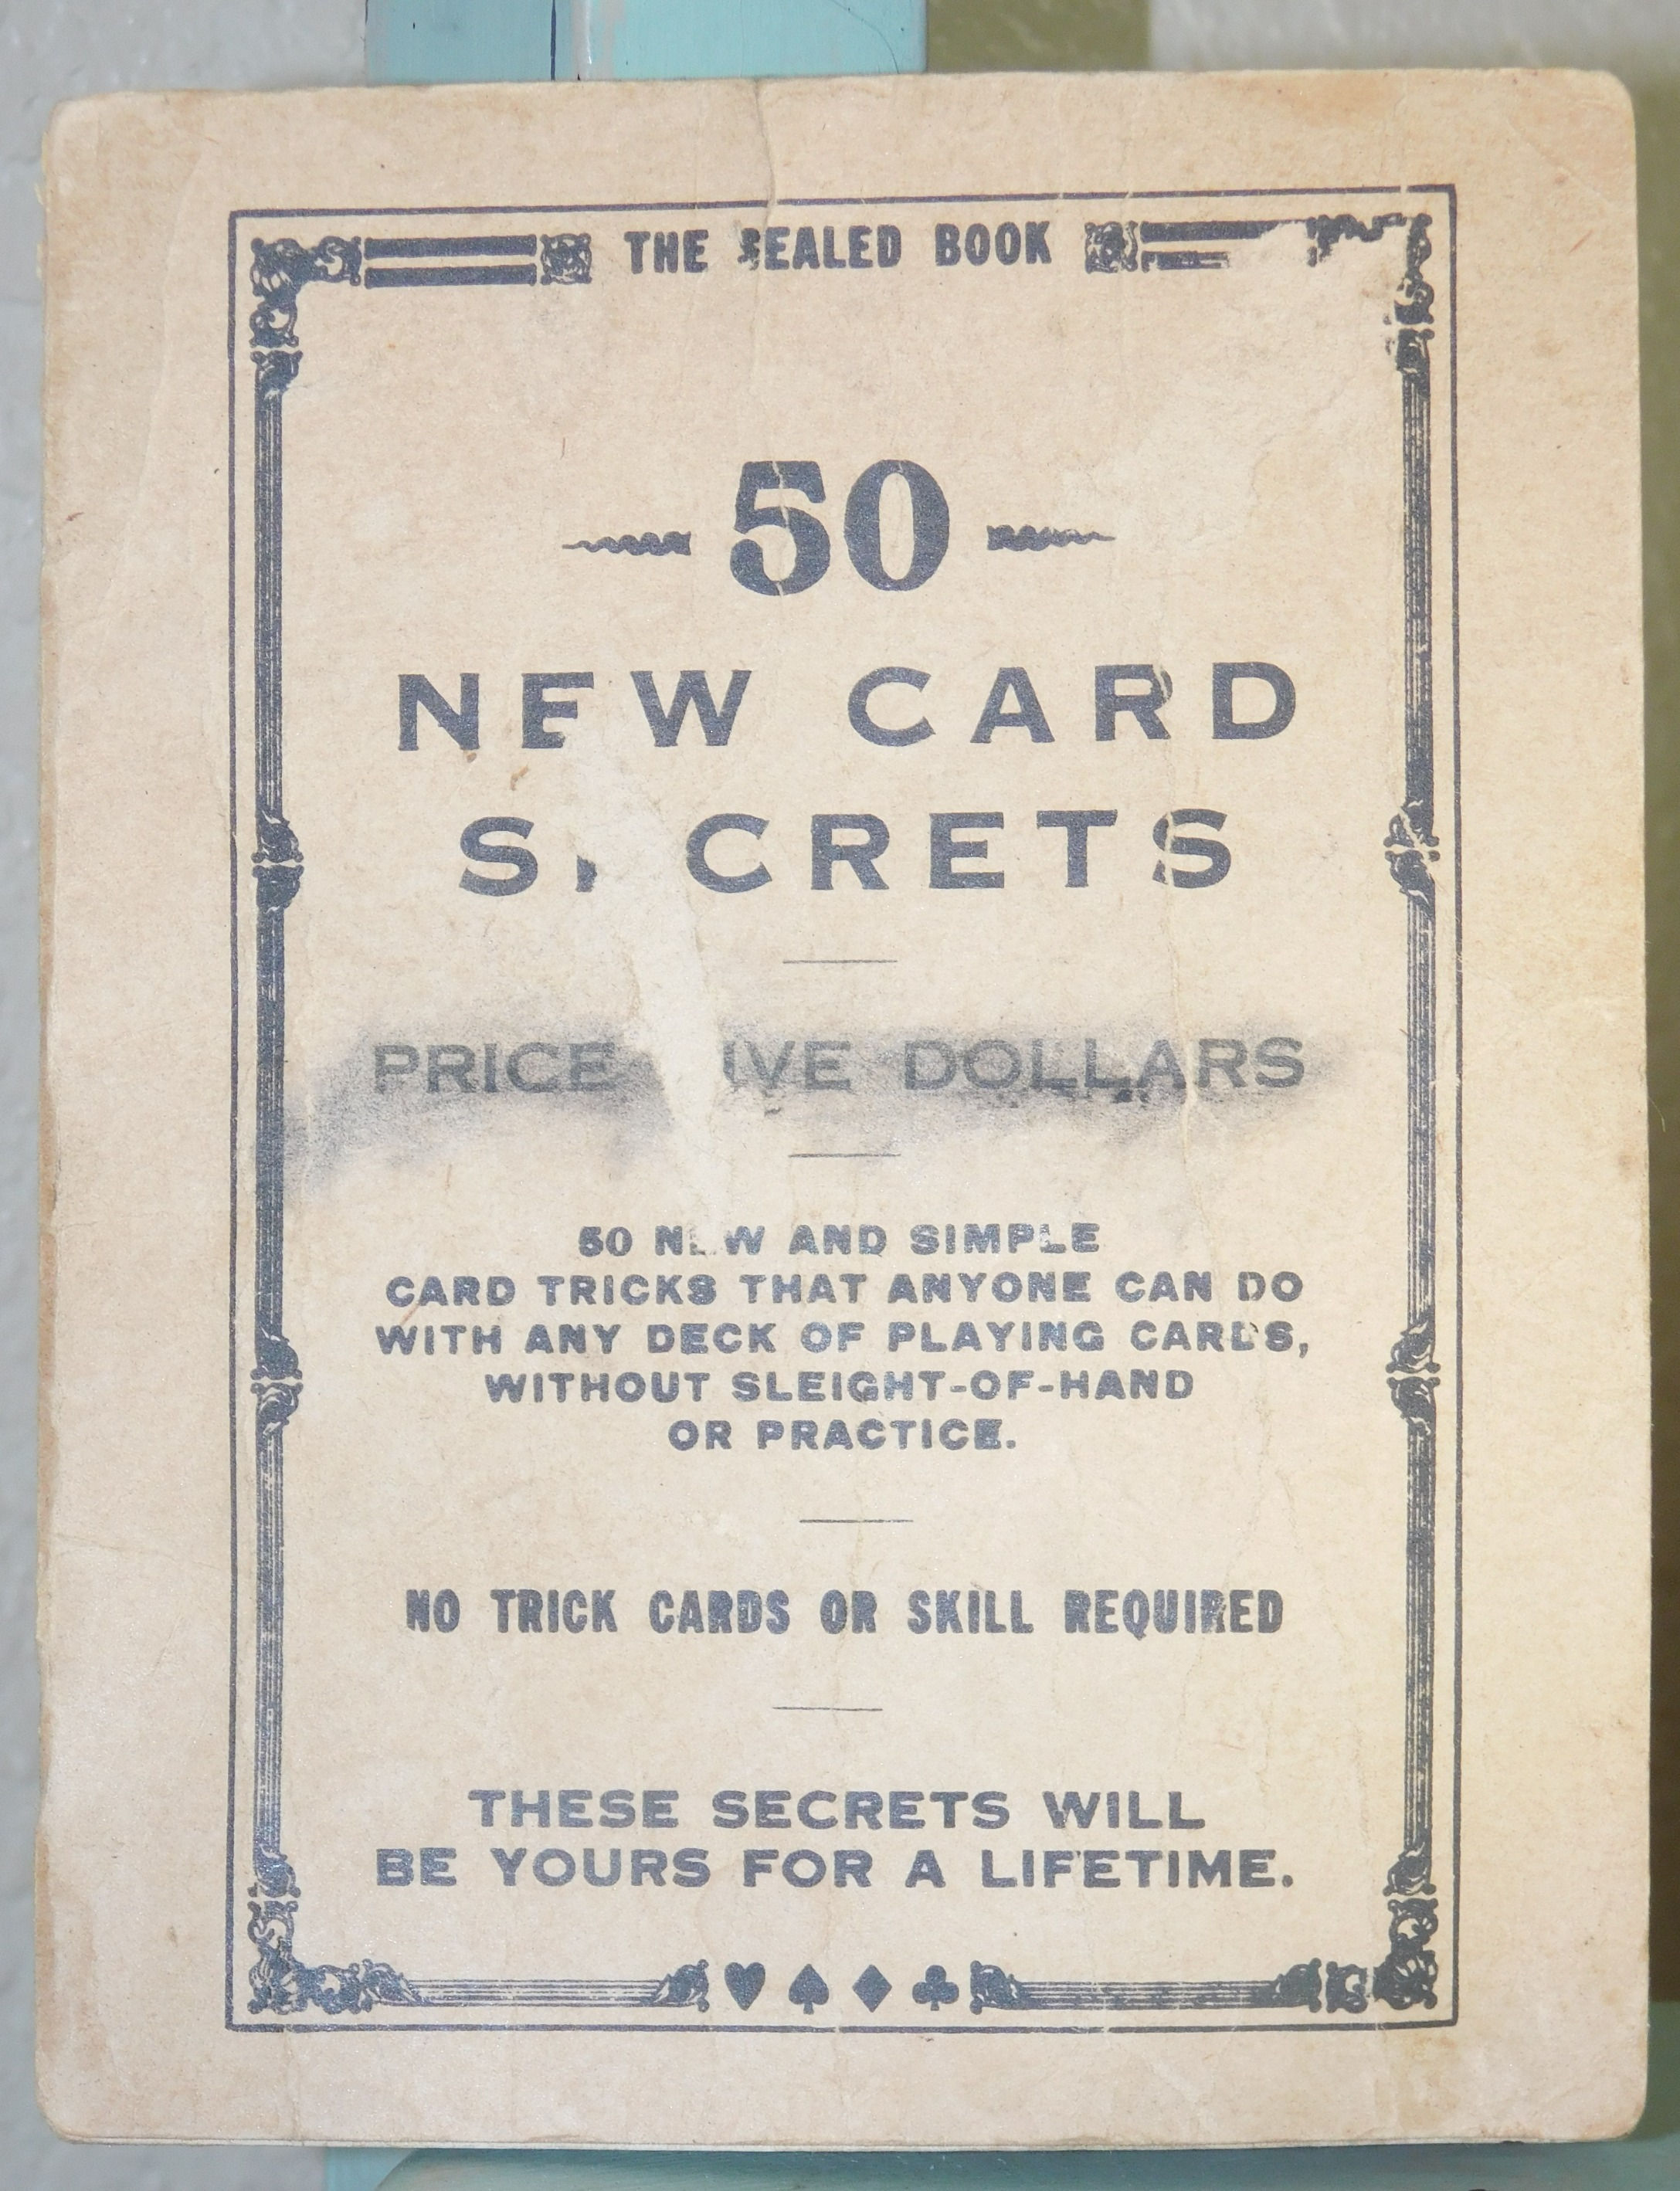 THE SEALED BOOK
50
NEW CARD
SECRETS
PRICE FIVE DOLLARS
50 NEW AND SIMPLE
CARD TRICKS THAT ANYONE CAN DO
WITH ANY DECK OF PLAYING CARDS,
WITHOUT SLEIGHT-OF-HAND
OR PRACTICE.
NO TRICK CARDS OR SKILL REQUIRED
THESE SECRETS WILL
BE YOURS FOR A LIFETIME.